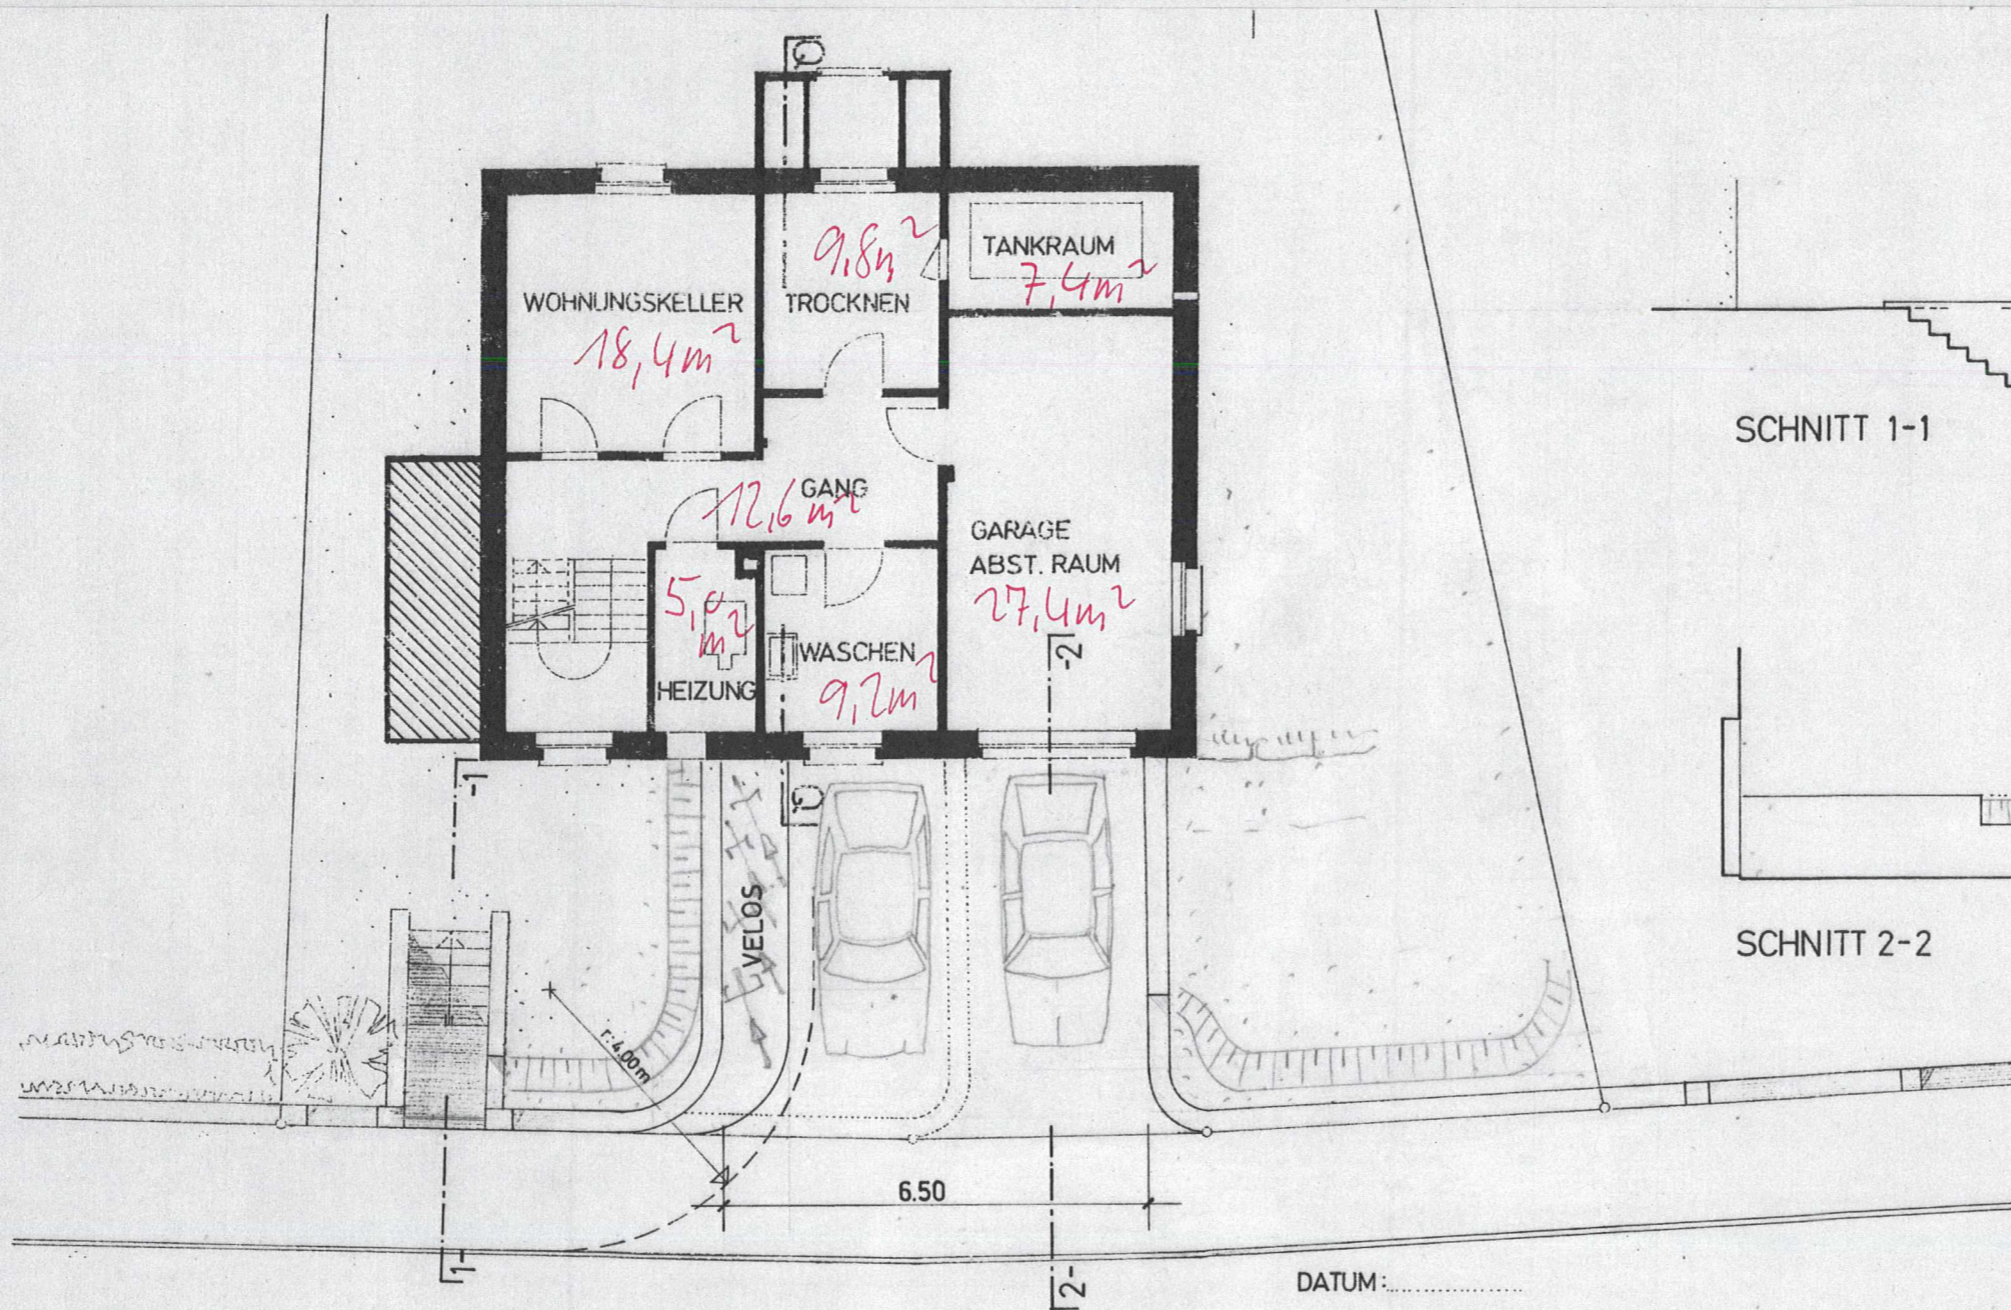 Q
9,8m²
TANKRAUM
7,4m²
WOHNUNGSKELLER
TROCKNEN
18,4m²
SCHNITT 1-1
GANG
12,6m²
GARAGE
ABST. RAUM
27,4m²
5,0
m²
WASCHEN
2
HEIZUNG
9,2m²
1
Q
VELOS
SCHNITT 2-2
r:4.00m
6.50
1
2
DATUM:..................